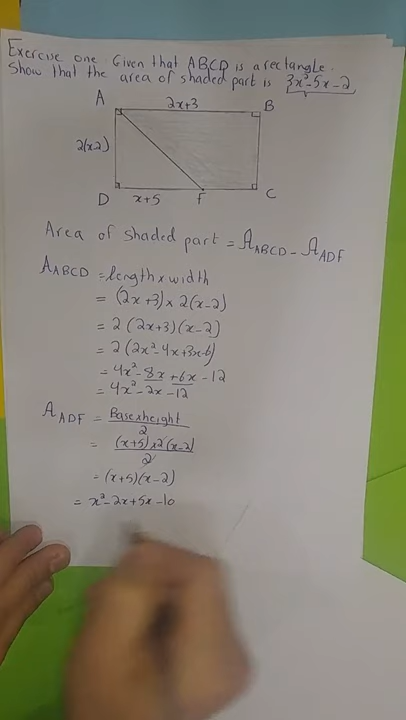 Exercise one Given that ABCD is a rectangle.
Show that the area of shaded part is 3x²-5x-2
A 2x+3 B
2(x-2)
D x+5 F C
Area of shaded part = A_ABCD - A_ADF
A_ABCD = length x width
= (2x+3) x 2(x-2)
= 2(2x+3)(x-2)
= 2(2x²-4x+3x-6)
= 4x²-8x+6x-12
= 4x²-2x-12
A_ADF = Base x height / 2
= (x+5) x 2(x-2) / 2
= (x+5)(x-2)
= x²-2x+5x-10